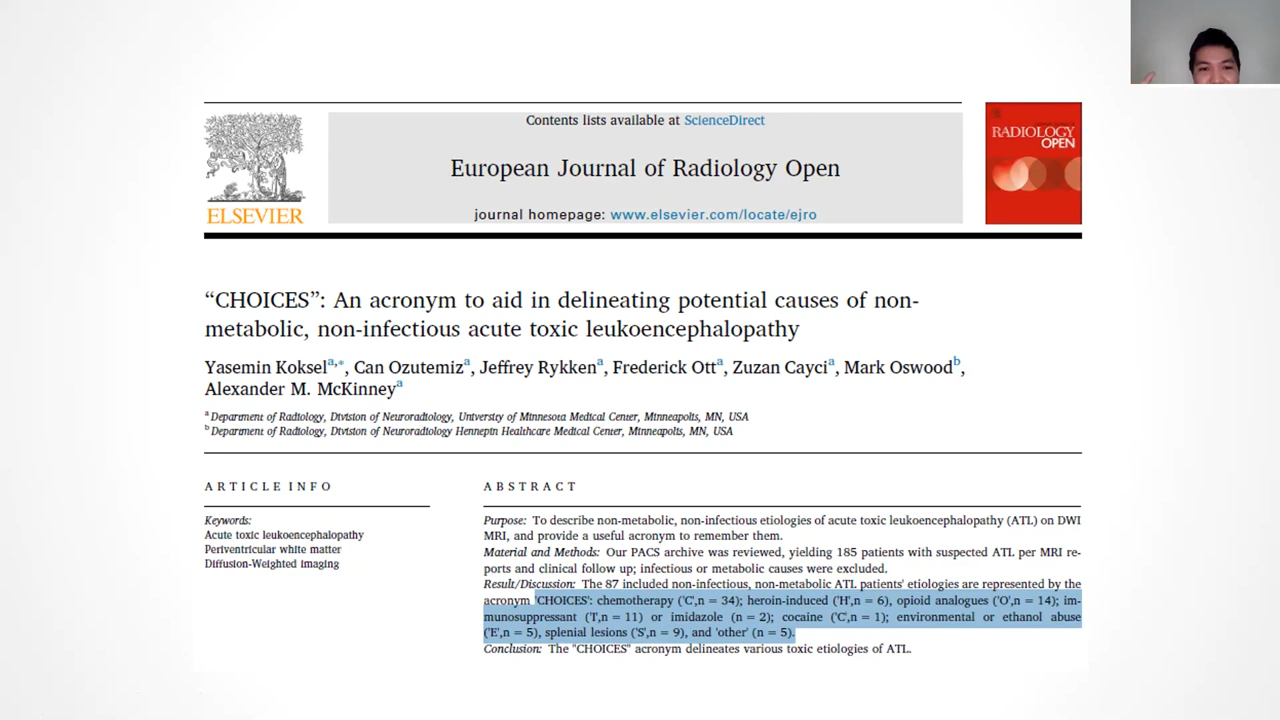 Contents lists available at ScienceDirect
European Journal of Radiology Open
journal homepage: www.elsevier.com/locate/ejro
ELSEVIER
RADIOLOGY
OPEN
“CHOICES”: An acronym to aid in delineating potential causes of non-
metabolic, non-infectious acute toxic leukoencephalopathy
Yasemin Koksela,*, Can Ozutemiza, Jeffrey Rykkena, Frederick Otta, Zuzan Caycia, Mark Oswoodb,
Alexander M. McKinneya
a Department of Radiology, Division of Neuroradiology, University of Minnesota Medical Center, Minneapolis, MN, USA
b Department of Radiology, Division of Neuroradiology Hennepin Healthcare Medical Center, Minneapolis, MN, USA
ARTICLE INFO
Keywords:
Acute toxic leukoencephalopathy
Periventricular white matter
Diffusion-Weighted imaging
ABSTRACT
Purpose: To describe non-metabolic, non-infectious etiologies of acute toxic leukoencephalopathy (ATL) on DWI
MRI, and provide a useful acronym to remember them.
Material and Methods: Our PACS archive was reviewed, yielding 185 patients with suspected ATL per MRI re-
ports and clinical follow up; infectious or metabolic causes were excluded.
Result/Discussion: The 87 included non-infectious, non-metabolic ATL patients' etiologies are represented by the
acronym 'CHOICES': chemotherapy ('C',n = 34); heroin-induced ('H',n = 6), opioid analogues ('O',n = 14); im-
munosuppressant ('I',n = 11) or imidazole (n = 2); cocaine ('C',n = 1); environmental or ethanol abuse
('E',n = 5), splenial lesions ('S',n = 9), and 'other' (n = 5).
Conclusion: The "CHOICES" acronym delineates various toxic etiologies of ATL.